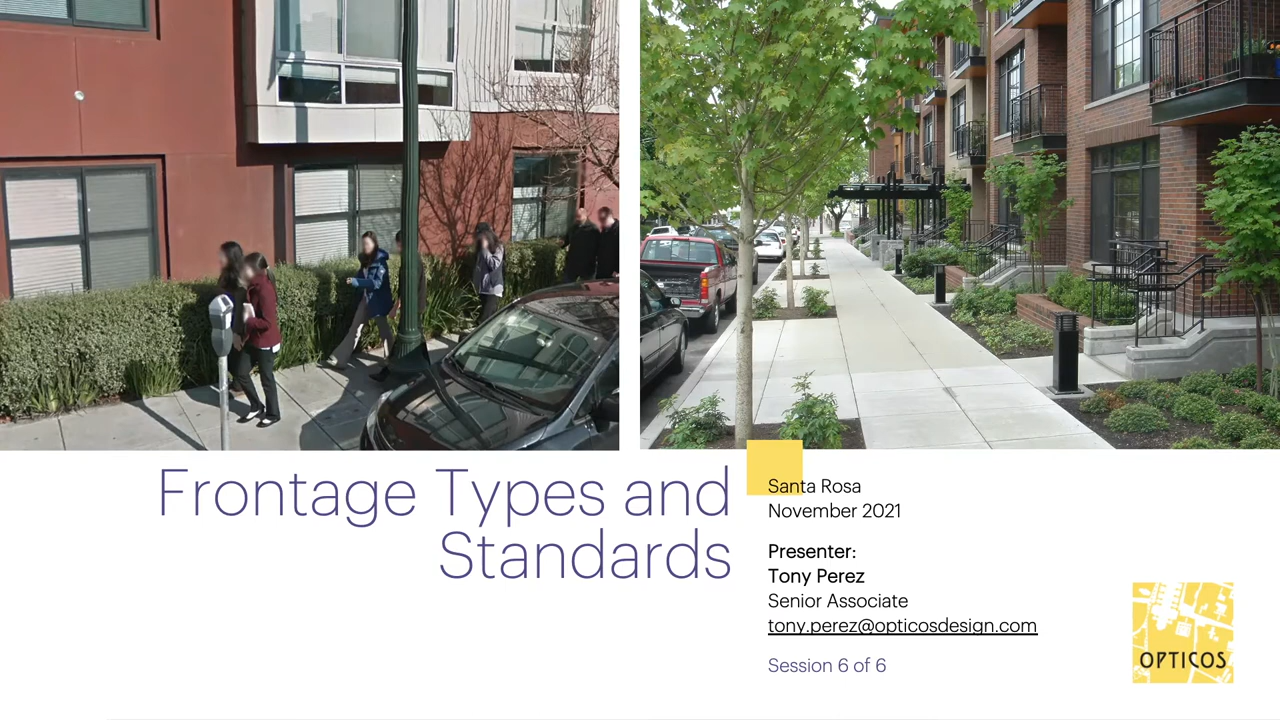 Frontage Types and
Standards
Santa Rosa
November 2021
Presenter:
Tony Perez
Senior Associate
tony.perez@opticosdesign.com
Session 6 of 6
OPTICOS